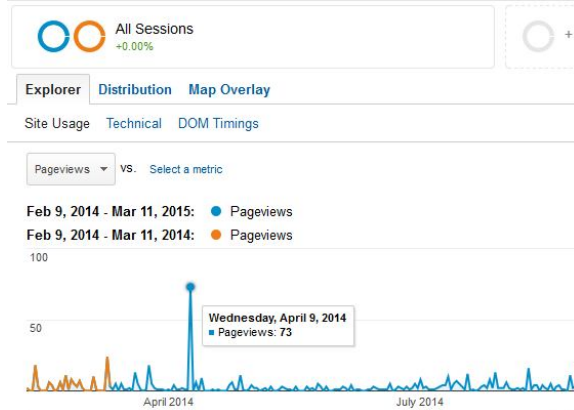 All Sessions
+0.00%
+
Explorer Distribution Map Overlay
Site Usage Technical DOM Timings
Pageviews VS. Select a metric
Feb 9, 2014 - Mar 11, 2015: Pageviews
Feb 9, 2014 - Mar 11, 2014: Pageviews
100
50
Wednesday, April 9, 2014
Pageviews: 73
April 2014 July 2014